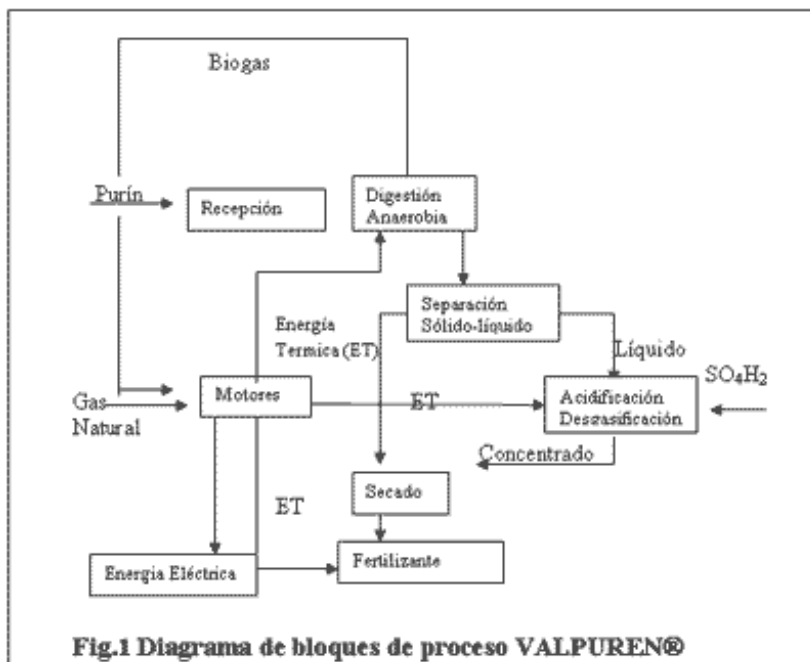 Biogas
Purín
Recepción
Digestión
Anaerobia
Separación
Sólido-líquido
Energía
Termica (ET)
Líquido
SO₄H₂
Gas
Natural
Motores
ET
Acidificación
Desgasificación
Concentrado
Secado
ET
Energia Eléctrica
Fertilizante
Fig.1 Diagrama de bloques de proceso VALPUREN®